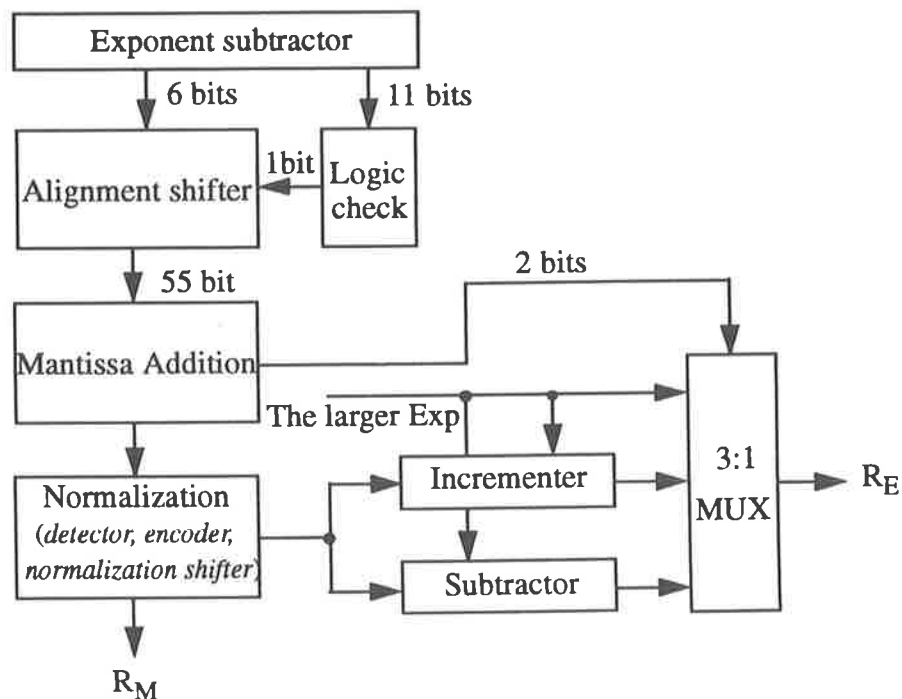 Exponent subtractor
6 bits
11 bits
Alignment shifter
1bit
Logic
check
55 bit
2 bits
Mantissa Addition
The larger Exp
3:1
MUX
R_E
Normalization
(detector, encoder,
normalization shifter)
Incrementer
Subtractor
R_M